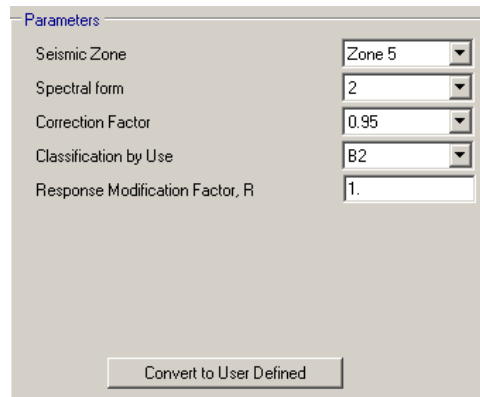 Parameters
Seismic Zone Zone 5
Spectral form 2
Correction Factor 0.95
Classification by Use B2
Response Modification Factor, R 1.
Convert to User Defined